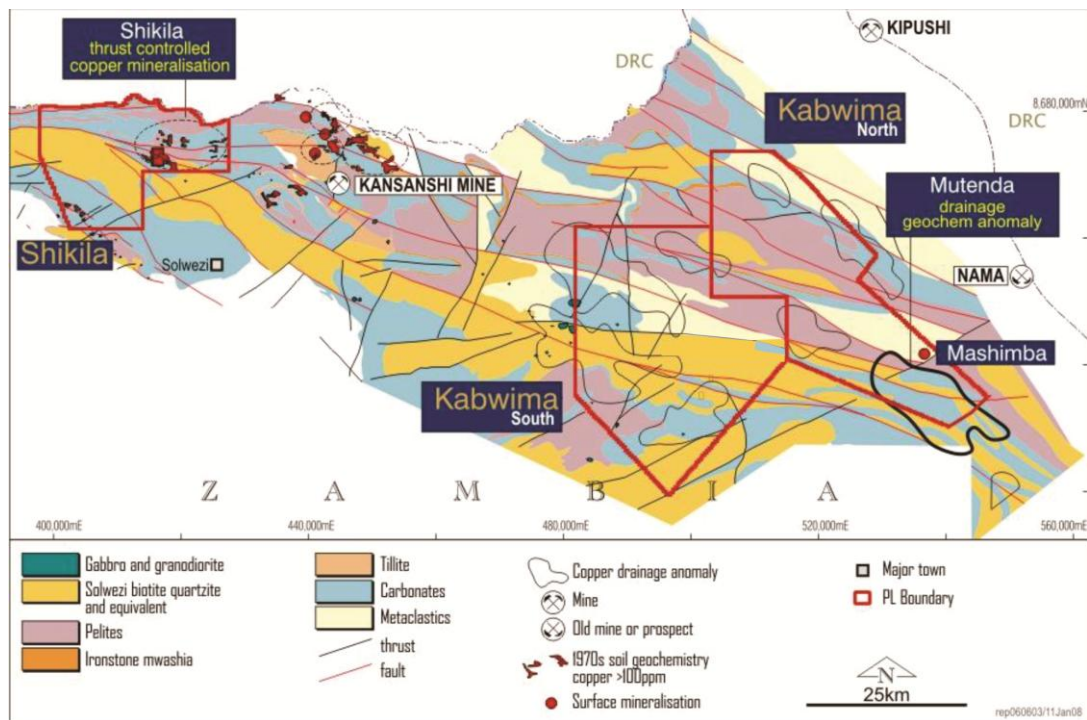 Shikila
thrust controlled
copper mineralisation
KIPUSHI
DRC
8,680,000mN
Kabwima
North
DRC
KANSANSHI MINE
Mutenda
drainage
geochem anomaly
Shikila
Solwezi
NAMA
Mashimba
Kabwima
South
Z A M B I A
400,000mE
440,000mE
480,000mE
520,000mE
560,000mE
Gabbro and granodiorite
Solwezi biotite quartzite
and equivalent
Pelites
Ironstone mwashia
Tillite
Carbonates
Metaclastics
thrust
fault
Copper drainage anomaly
Mine
Old mine or prospect
1970s soil geochemistry
copper >100ppm
Surface mineralisation
Major town
PL Boundary
N
25km
rep060603/11Jan08